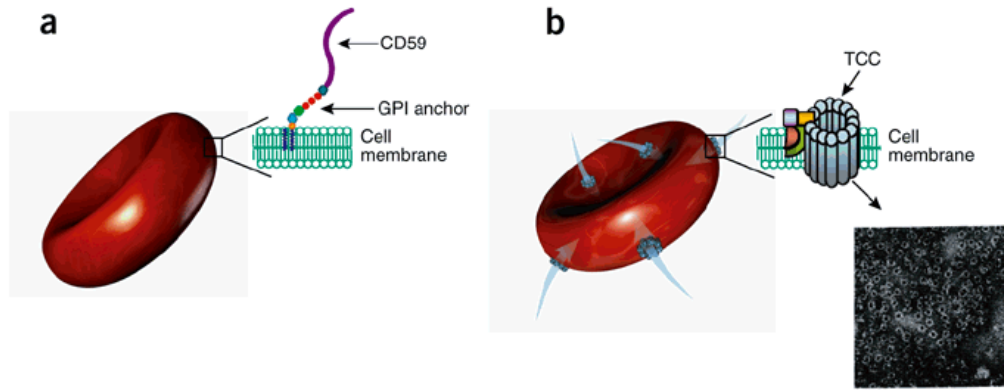 a
CD59
GPI anchor
Cell
membrane
b
TCC
Cell
membrane